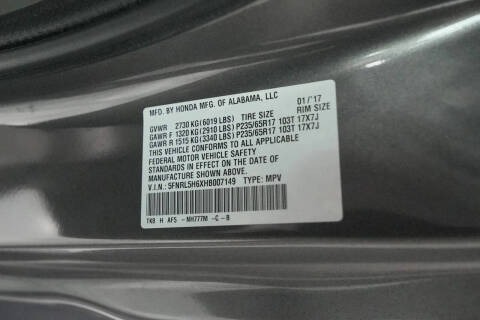 MFD. BY HONDA MFG. OF ALABAMA, LLC 01/'17
GVWR 2730 KG (6019 LBS) TIRE SIZE RIM SIZE
GAWR F 1320 KG (2910 LBS) P235/65R17 103T 17X7J
GAWR R 1515 KG (3340 LBS) P235/65R17 103T 17X7J
THIS VEHICLE CONFORMS TO ALL APPLICABLE
FEDERAL MOTOR VEHICLE SAFETY
STANDARDS IN EFFECT ON THE DATE OF
MANUFACTURE SHOWN ABOVE.
V.I.N.: 5FNRL5H6XHB007149 TYPE: MPV
TK8 H AF5 - NH777M -C - B